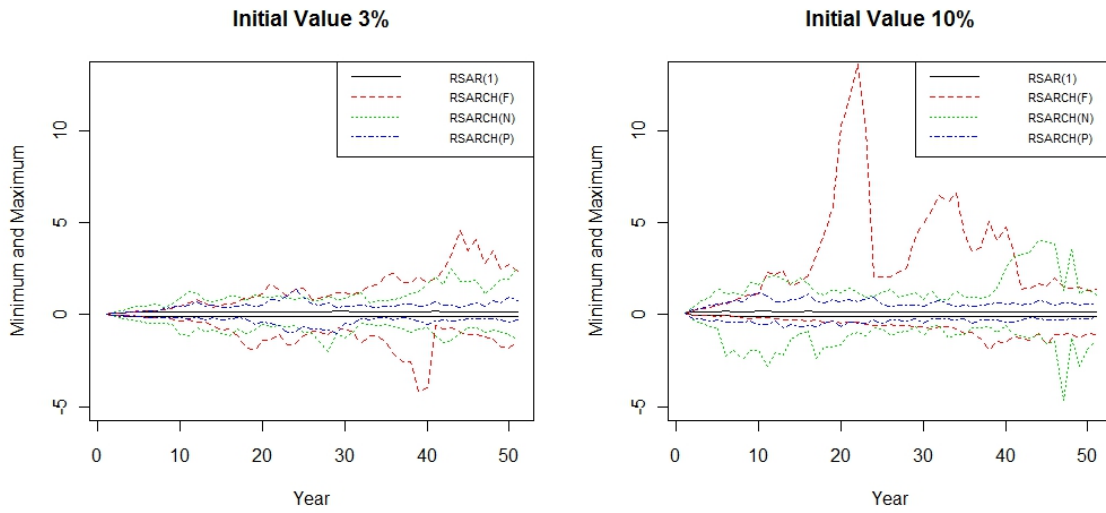 Initial Value 3%
RSAR(1)
RSARCH(F)
RSARCH(N)
RSARCH(P)
Minimum and Maximum
10
5
0
-5
0 10 20 30 40 50
Year
Initial Value 10%
RSAR(1)
RSARCH(F)
RSARCH(N)
RSARCH(P)
Minimum and Maximum
10
5
0
-5
0 10 20 30 40 50
Year